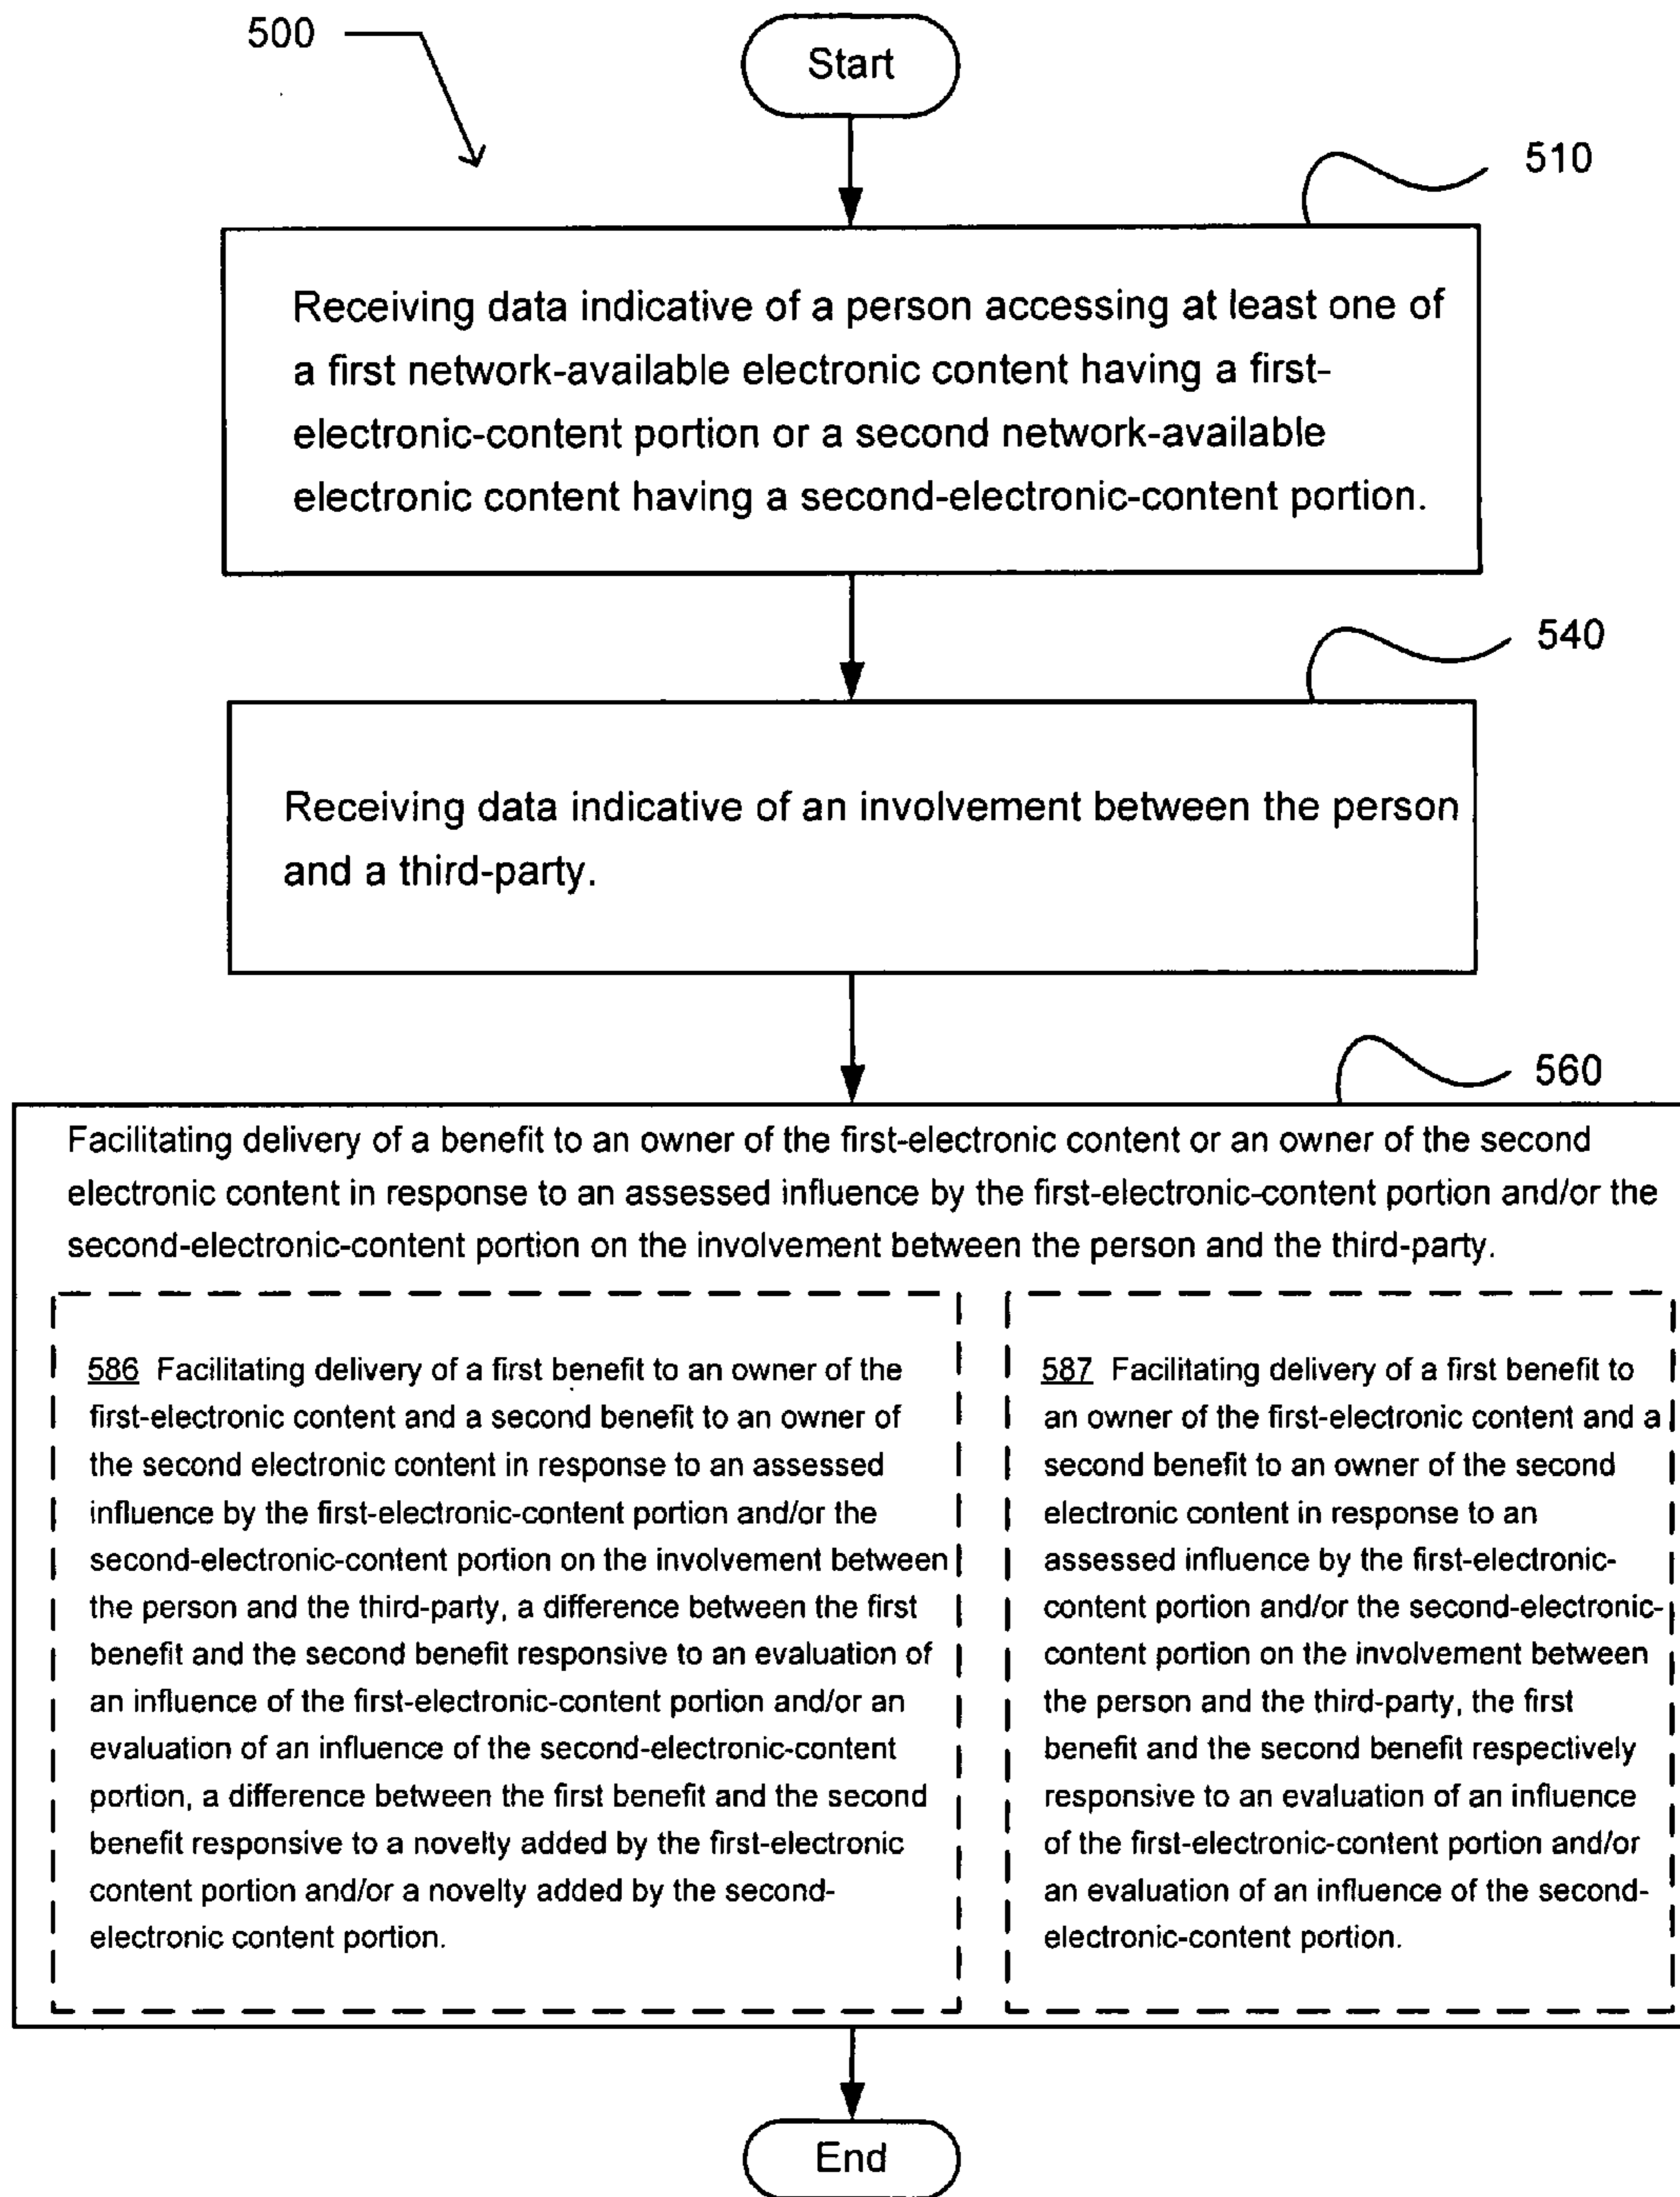 500
Start
510
Receiving data indicative of a person accessing at least one of
a first network-available electronic content having a first-
electronic-content portion or a second network-available
electronic content having a second-electronic-content portion.
540
Receiving data indicative of an involvement between the person
and a third-party.
560
Facilitating delivery of a benefit to an owner of the first-electronic content or an owner of the second
electronic content in response to an assessed influence by the first-electronic-content portion and/or the
second-electronic-content portion on the involvement between the person and the third-party.
586 Facilitating delivery of a first benefit to an owner of the
first-electronic content and a second benefit to an owner of
the second electronic content in response to an assessed
influence by the first-electronic-content portion and/or the
second-electronic-content portion on the involvement between
the person and the third-party, a difference between the first
benefit and the second benefit responsive to an evaluation of
an influence of the first-electronic-content portion and/or an
evaluation of an influence of the second-electronic-content
portion, a difference between the first benefit and the second
benefit responsive to a novelty added by the first-electronic
content portion and/or a novelty added by the second-
electronic content portion.
587 Facilitating delivery of a first benefit to
an owner of the first-electronic content and a
second benefit to an owner of the second
electronic content in response to an
assessed influence by the first-electronic-
content portion and/or the second-electronic-
content portion on the involvement between
the person and the third-party, the first
benefit and the second benefit respectively
responsive to an evaluation of an influence
of the first-electronic-content portion and/or
an evaluation of an influence of the second-
electronic-content portion.
End